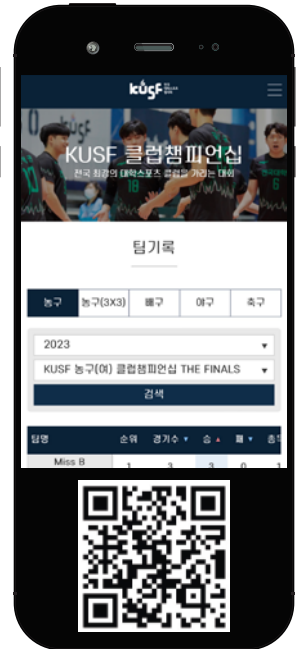 kusf
KUSF 클럽챔피언십
전국 최강의 대학스포츠 클럽을 가리는 대회
18
6
팀기록
농구 농구(3X3) 배구 야구 축구
2023 ▼
KUSF 농구(여) 클럽챔피언십 THE FINALS ▼
검색
팀명 순위 경기수 ▼ 승 ▲ 패 ▼
Miss B 1 3 3 0 1